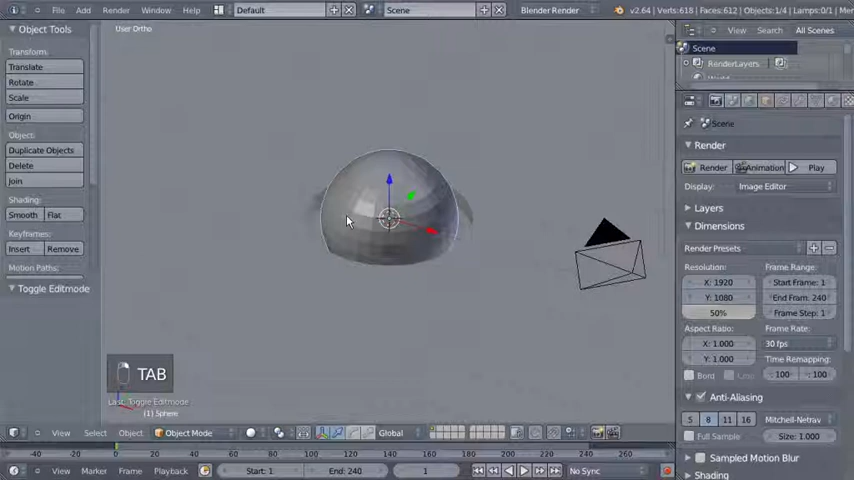 File Add Render Window Help Default Scene Blender Render v2.64 | Verts:618 | Faces:612 | Objects:1/4 | Lamps:0/1 |
Object Tools
Transform:
Translate
Rotate
Scale
Origin
Object:
Duplicate Objects
Delete
Join
Shading:
Smooth Flat
Keyframes:
Insert Remove
Motion Paths:
Toggle Editmode
User Ortho
TAB
Last: Toggle Editmode
(1) Sphere
View Search All Scenes
Scene
RenderLayers
Scene
Render
Render Animation Play
Display: Image Editor
Layers
Dimensions
Render Presets
Resolution: Frame Range:
X: 1920 Start Frame: 1
Y: 1080 End Fram: 240
50% Frame Step: 1
Aspect Ratio: Frame Rate:
X: 1.000 30 fps
Y: 1.000 Time Remapping:
Bord :100 :100
Anti-Aliasing
5 8 11 16 Mitchell-Netrav
Full Sample Size: 1.000
Sampled Motion Blur
Shading
View Select Object Object Mode Global
-40 -20 0 20 40 60 80 100 120 140 160 180 200 220 240 260
View Marker Frame Playback Start: 1 End: 240 1 No Sync